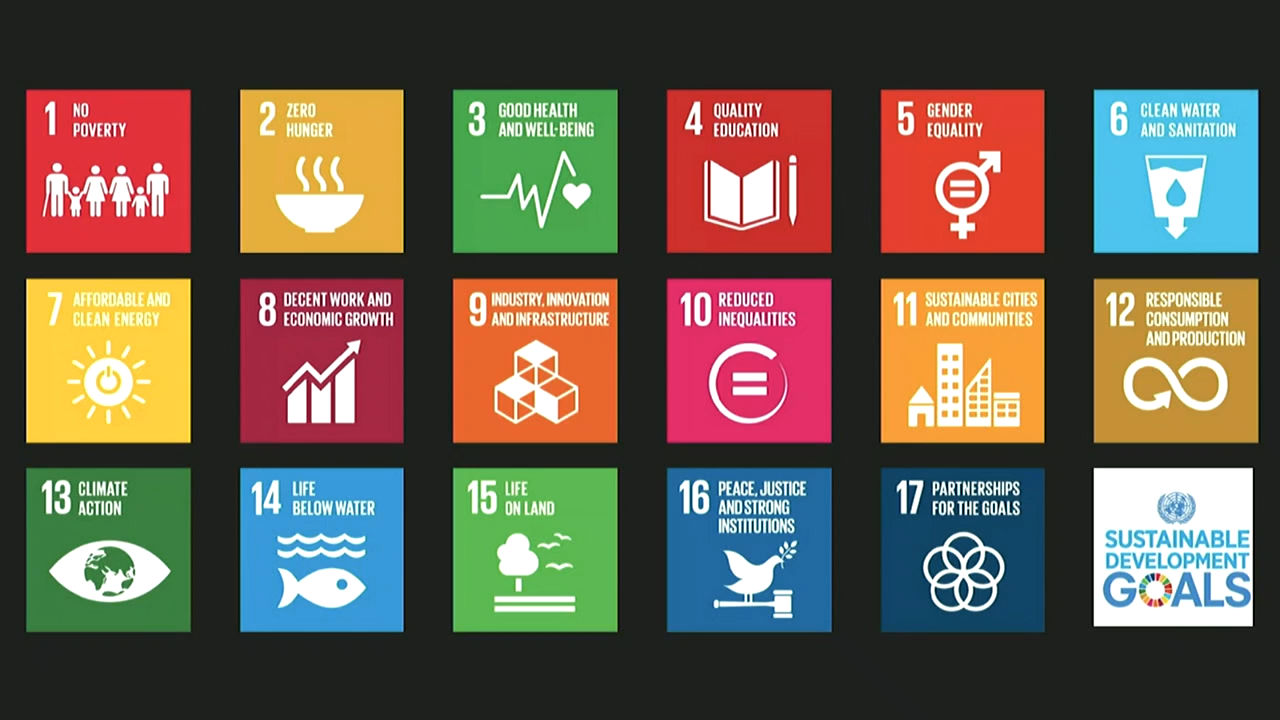 1 NO
POVERTY
2 ZERO
HUNGER
3 GOOD HEALTH
AND WELL-BEING
4 QUALITY
EDUCATION
5 GENDER
EQUALITY
6 CLEAN WATER
AND SANITATION
7 AFFORDABLE AND
CLEAN ENERGY
8 DECENT WORK AND
ECONOMIC GROWTH
9 INDUSTRY, INNOVATION
AND INFRASTRUCTURE
10 REDUCED
INEQUALITIES
11 SUSTAINABLE CITIES
AND COMMUNITIES
12 RESPONSIBLE
CONSUMPTION
AND PRODUCTION
13 CLIMATE
ACTION
14 LIFE
BELOW WATER
15 LIFE
ON LAND
16 PEACE, JUSTICE
AND STRONG
INSTITUTIONS
17 PARTNERSHIPS
FOR THE GOALS
SUSTAINABLE
DEVELOPMENT
GOALS